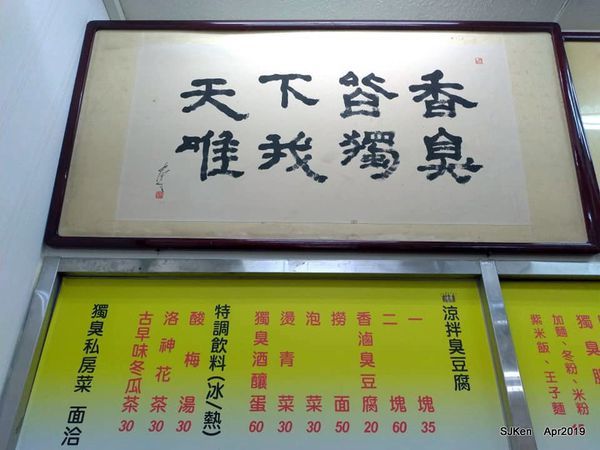 天下皆香
唯我獨臭
加麵、冬粉、米粉
紫米飯、王子麵
涼拌臭豆腐
一塊 35
二塊 60
香滷臭豆腐 20
撈面 50
泡菜 30
燙青菜 30
獨臭酒釀蛋 60
特調飲料(冰/熱)
酸梅湯 30
洛神花茶 30
古早味冬瓜茶 30
獨臭私房菜 面洽
SJKen Apr2019